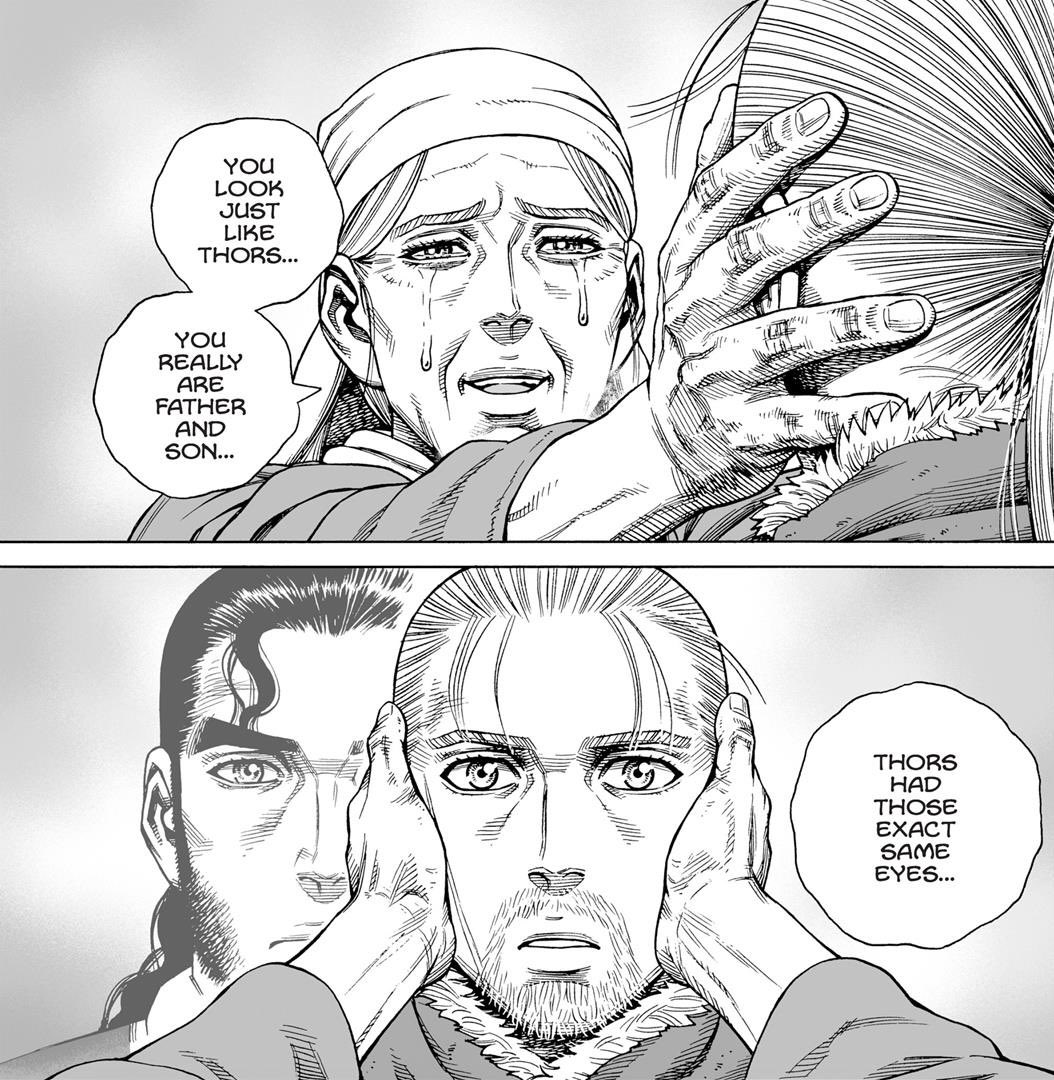 YOU
LOOK
JUST
LIKE
THORS...
YOU
REALLY
ARE
FATHER
AND
SON...
THORS
HAD
THOSE
EXACT
SAME
EYES...